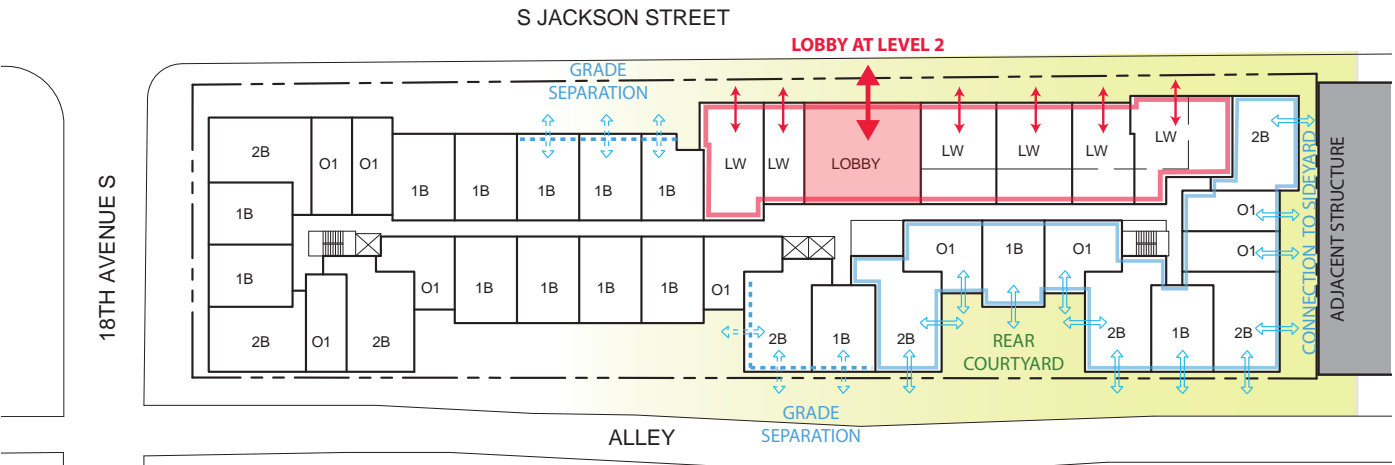 S JACKSON STREET
LOBBY AT LEVEL 2
GRADE
SEPARATION
2B
O1
O1
1B
1B
1B
1B
1B
LW
LW
LOBBY
LW
LW
LW
LW
2B
1B
1B
2B
O1
2B
O1
1B
1B
1B
1B
O1
2B
1B
2B
O1
1B
O1
2B
1B
2B
O1
O1
REAR
COURTYARD
CONNECTION TO SIDEYARD
ADJACENT STRUCTURE
18TH AVENUE S
GRADE
SEPARATION
ALLEY